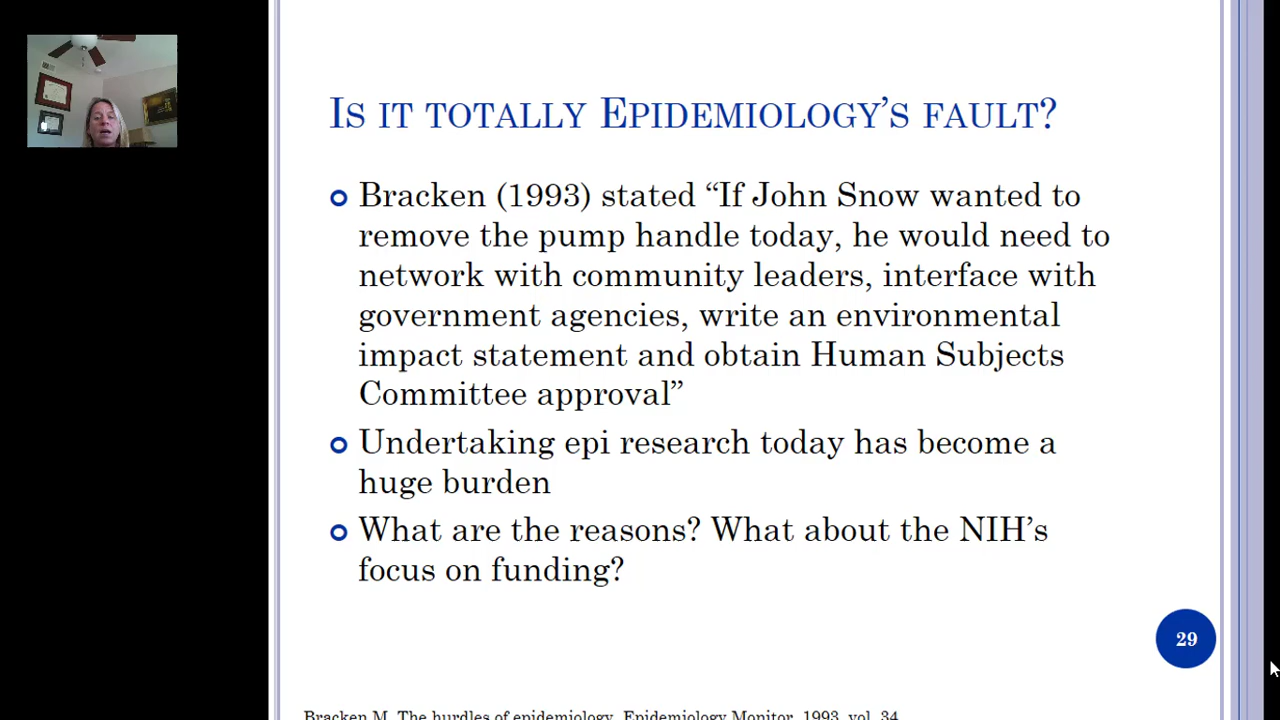 Is it totally Epidemiology's fault?
Bracken (1993) stated “If John Snow wanted to
remove the pump handle today, he would need to
network with community leaders, interface with
government agencies, write an environmental
impact statement and obtain Human Subjects
Committee approval”
Undertaking epi research today has become a
huge burden
What are the reasons? What about the NIH's
focus on funding?
29
Bracken M. The hurdles of epidemiology. Epidemiology Monitor, 1993, vol. 34